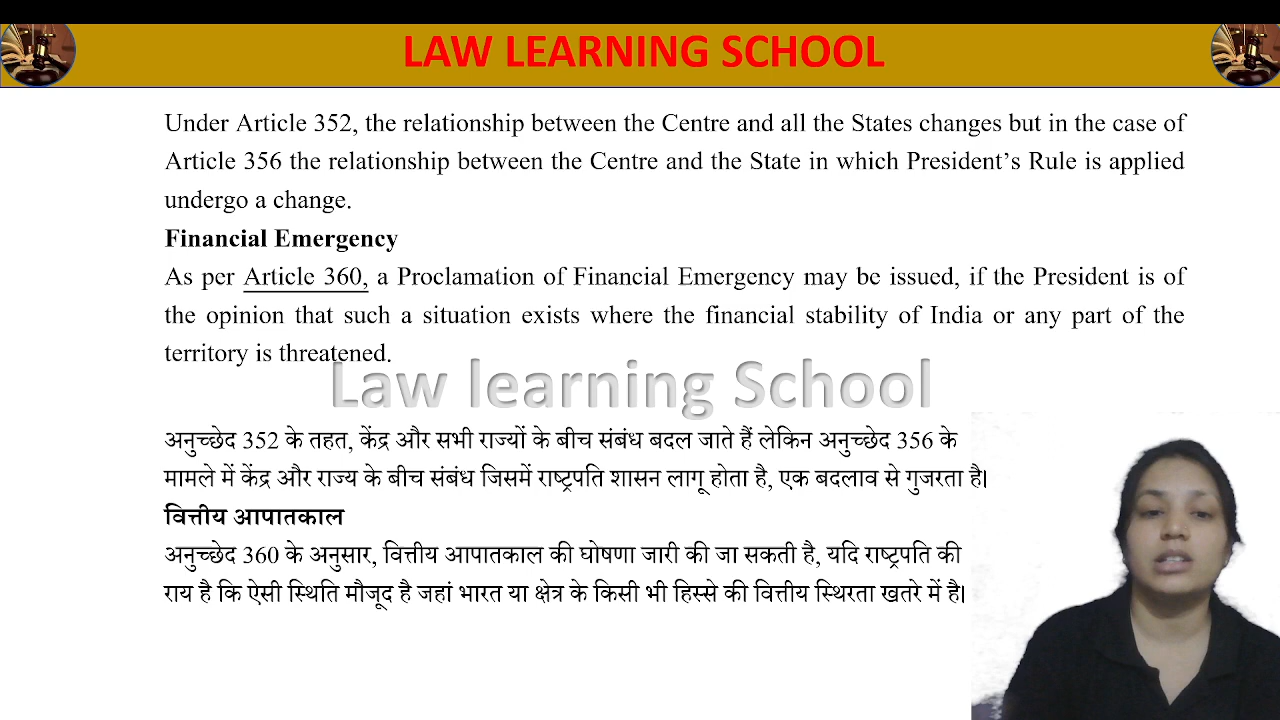 LAW LEARNING SCHOOL
Under Article 352, the relationship between the Centre and all the States changes but in the case of
Article 356 the relationship between the Centre and the State in which President's Rule is applied
undergo a change.
Financial Emergency
As per Article 360, a Proclamation of Financial Emergency may be issued, if the President is of
the opinion that such a situation exists where the financial stability of India or any part of the
territory is threatened.
Law learning School
अनुच्छेद 352 के तहत, केंद्र और सभी राज्यों के बीच संबंध बदल जाते हैं लेकिन अनुच्छेद 356 के
मामले में केंद्र और राज्य के बीच संबंध जिसमें राष्ट्रपति शासन लागू होता है, एक बदलाव से गुजरता है।
वित्तीय आपातकाल
अनुच्छेद 360 के अनुसार, वित्तीय आपातकाल की घोषणा जारी की जा सकती है, यदि राष्ट्रपति की
राय है कि ऐसी स्थिति मौजूद है जहां भारत या क्षेत्र के किसी भी हिस्से की वित्तीय स्थिरता खतरे में है।